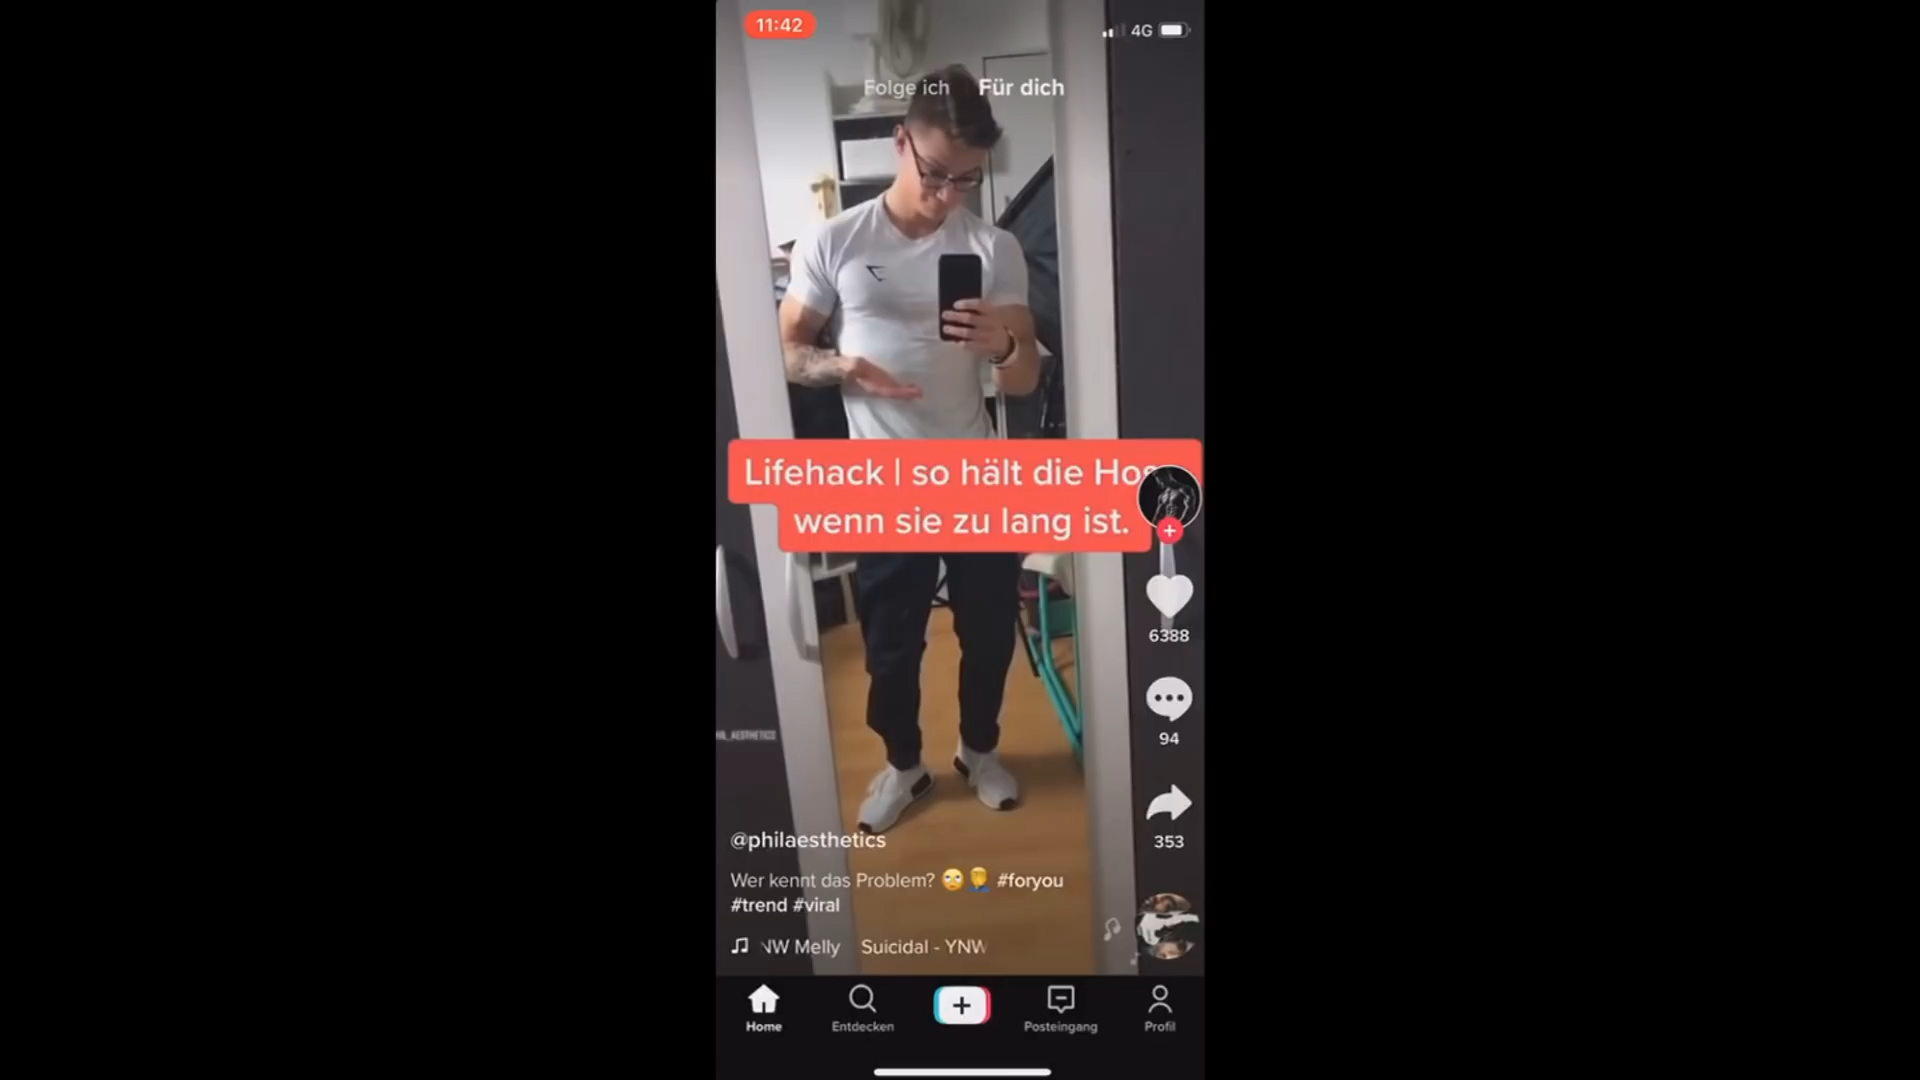 11:42
4G
Folge ich Für dich
Lifehack | so hält die
wenn sie zu lang ist.
6388
94
353
@philaesthetics
Wer kennt das Problem? 🙄🤦‍♂️ #foryou
#trend #viral
NW Melly Suicidal - YNW
Home Entdecken Posteingang Profil